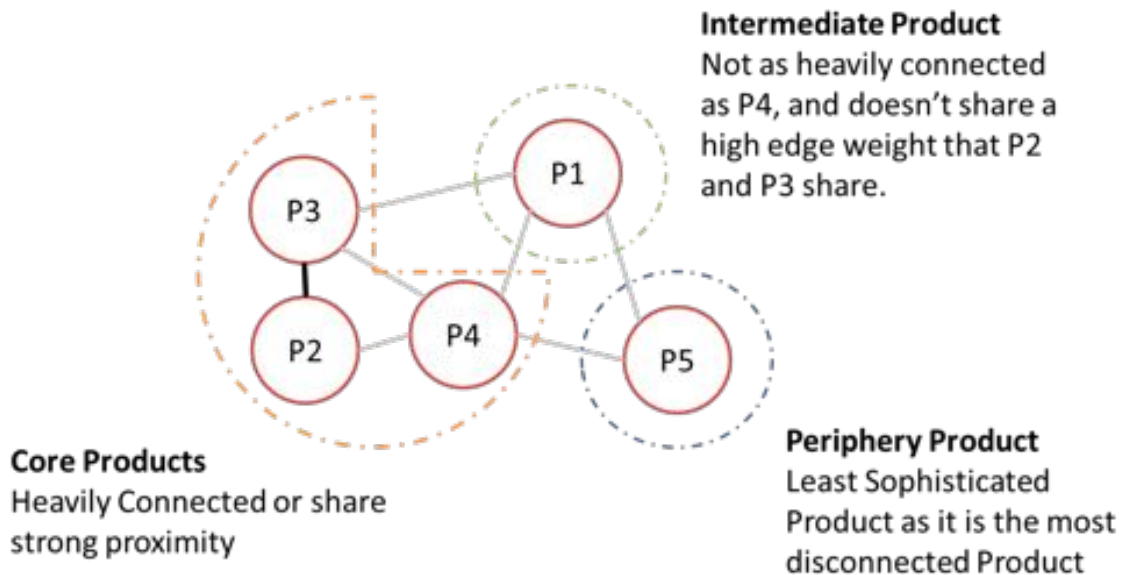 Intermediate Product
Not as heavily connected
as P4, and doesn’t share a
high edge weight that P2
and P3 share.
P1
P3
P4
P2
P5
Core Products
Heavily Connected or share
strong proximity
Periphery Product
Least Sophisticated
Product as it is the most
disconnected Product